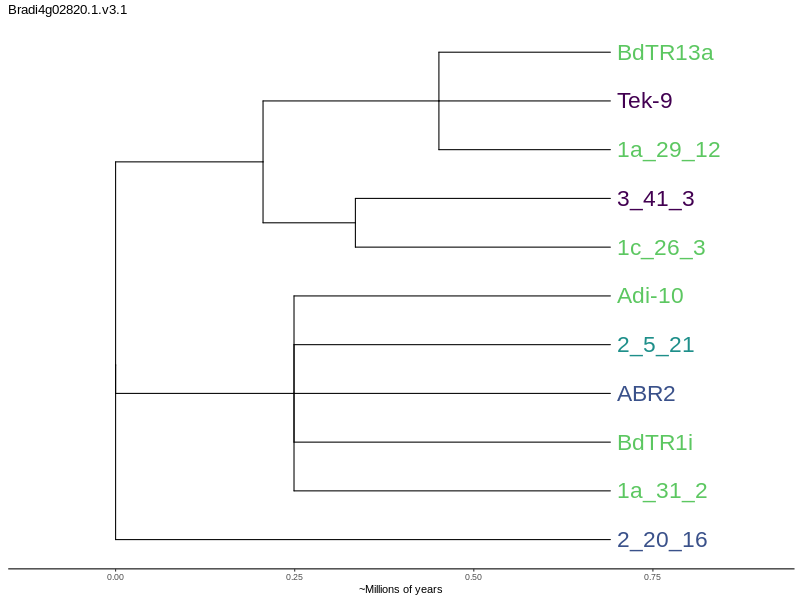 Bradi4g02820.1.v3.1
BdTR13a
Tek-9
1a_29_12
3_41_3
1c_26_3
Adi-10
2_5_21
ABR2
BdTR1i
1a_31_2
2_20_16
0.00 0.25 0.50 0.75
~Millions of years